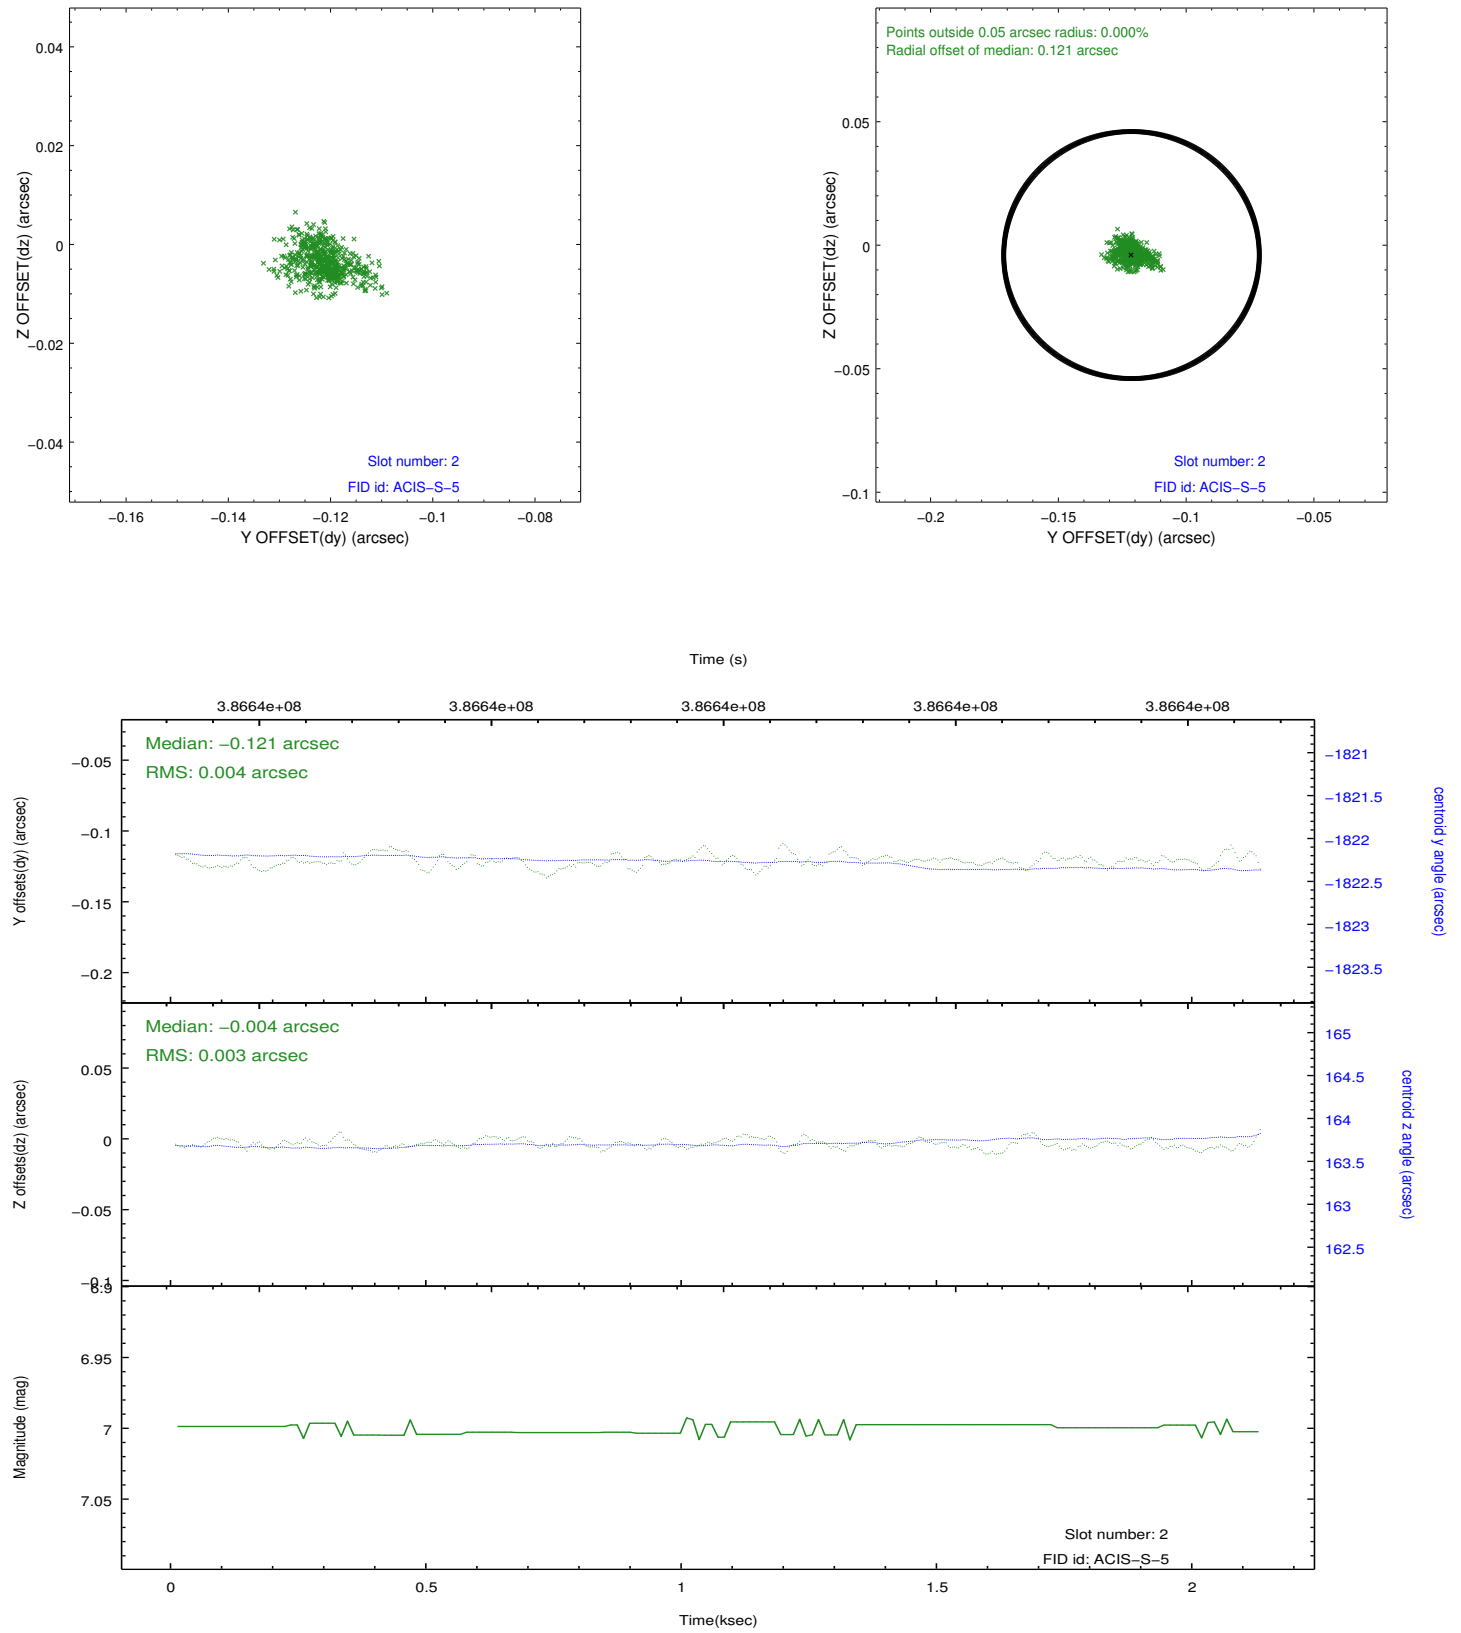 0.04
0.02
0
−0.02
−0.04
Z OFFSET(dz) (arcsec)
Slot number: 2
FID id: ACIS−S−5
−0.16 −0.14 −0.12 −0.1 −0.08
Y OFFSET(dy) (arcsec)
Points outside 0.05 arcsec radius: 0.000%
Radial offset of median: 0.121 arcsec
0.05
0
−0.05
−0.1
Z OFFSET(dz) (arcsec)
Slot number: 2
FID id: ACIS−S−5
−0.2 −0.15 −0.1 −0.05
Y OFFSET(dy) (arcsec)
Time (s)
3.8664e+08 3.8664e+08 3.8664e+08 3.8664e+08 3.8664e+08
Median: −0.121 arcsec
RMS: 0.004 arcsec
−0.05
−0.1
−0.15
−0.2
Y offsets(dy) (arcsec)
−1821
−1821.5
−1822
−1822.5
−1823
−1823.5
centroid y angle (arcsec)
Median: −0.004 arcsec
RMS: 0.003 arcsec
0.05
0
−0.05
−0.1
Z offsets(dz) (arcsec)
165
164.5
164
163.5
163
162.5
centroid z angle (arcsec)
6.9
6.95
7
7.05
Magnitude (mag)
Slot number: 2
FID id: ACIS−S−5
0 0.5 1 1.5 2
Time(ksec)